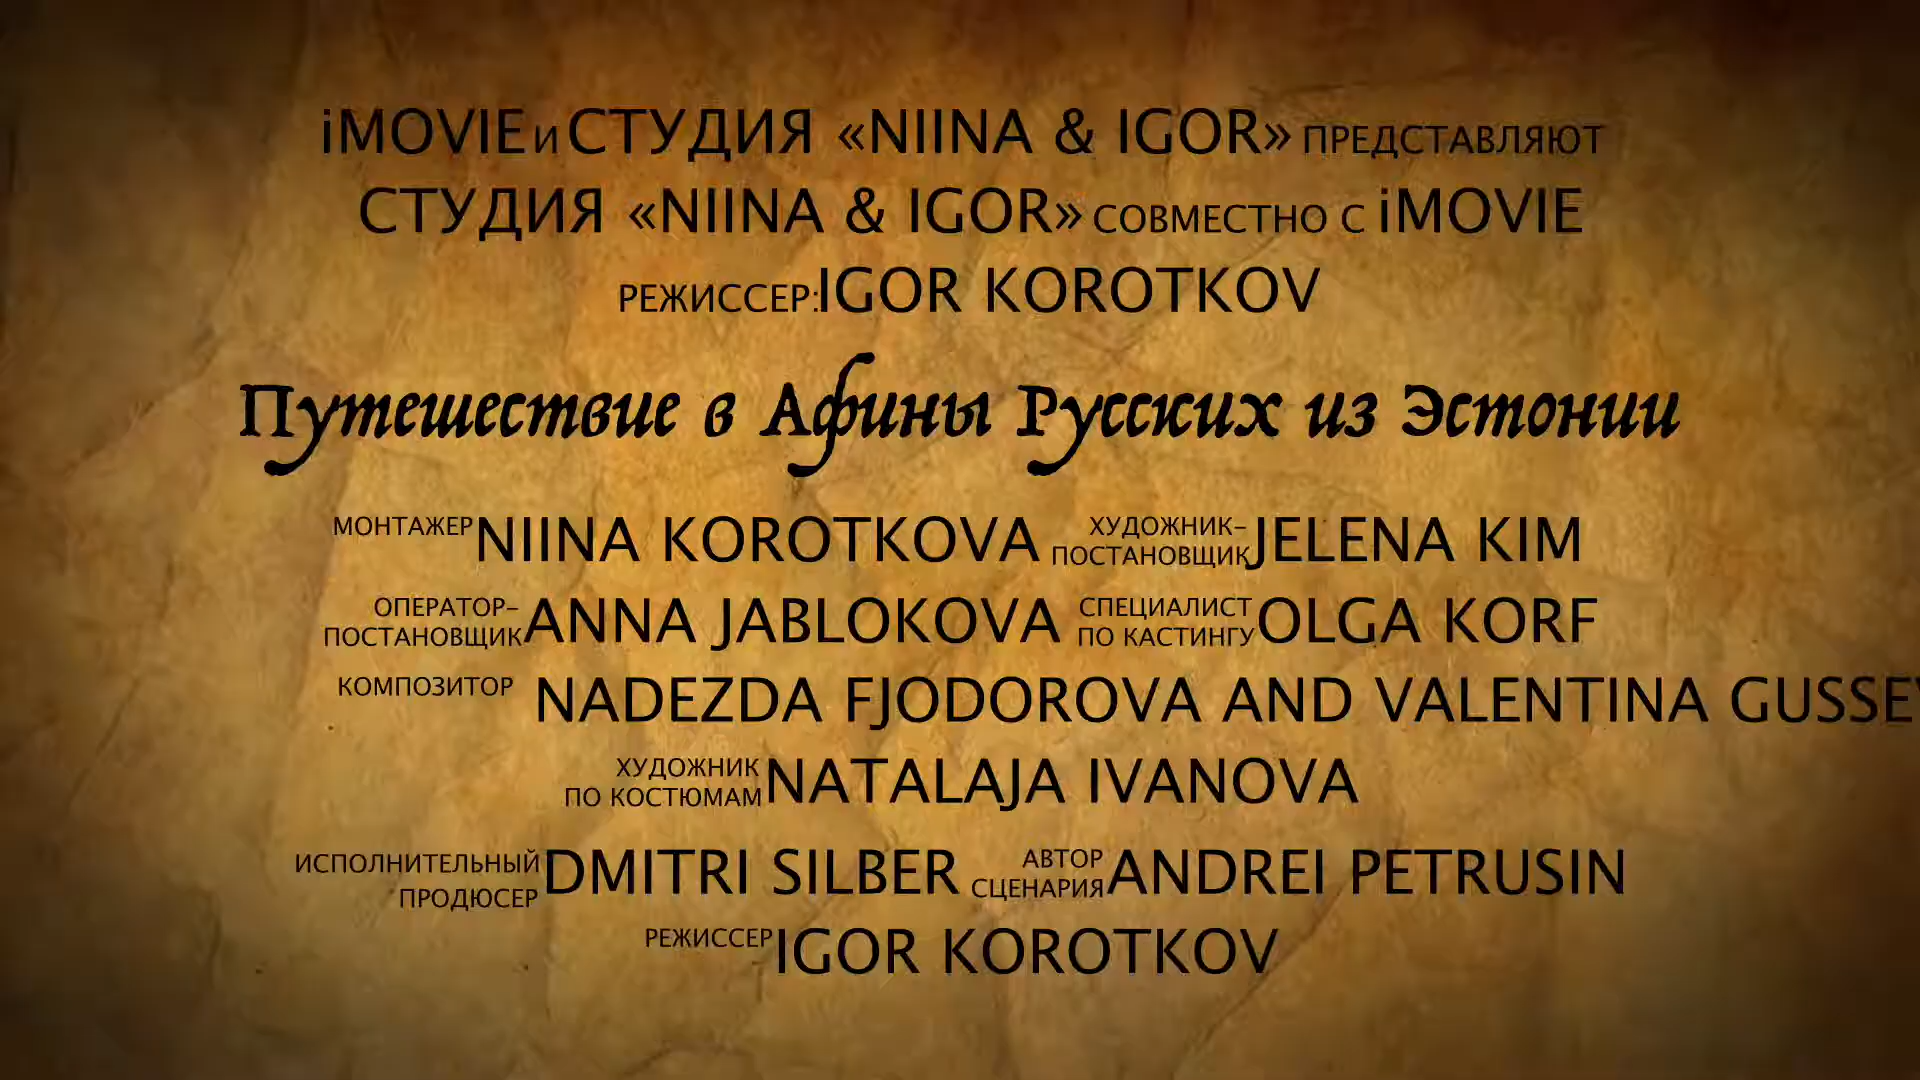 iMOVIE и СТУДИЯ «NIINA & IGOR» ПРЕДСТАВЛЯЮТ
СТУДИЯ «NIINA & IGOR» СОВМЕСТНО С iMOVIE
РЕЖИССЕР: IGOR KOROTKOV
Путешествие в Афины Русских из Эстонии
МОНТАЖЕР NIINA KOROTKOVA ХУДОЖНИК-ПОСТАНОВЩИК JELENA KIM
ОПЕРАТОР-ПОСТАНОВЩИК ANNA JABLOKOVA СПЕЦИАЛИСТ ПО КАСТИНГУ OLGA KORF
КОМПОЗИТОР NADEZDA FJODOROVA AND VALENTINA
ХУДОЖНИК ПО КОСТЮМАМ NATALAJA IVANOVA
ИСПОЛНИТЕЛЬНЫЙ ПРОДЮСЕР DMITRI SILBER АВТОР СЦЕНАРИЯ ANDREI PETRUSIN
РЕЖИССЕР IGOR KOROTKOV